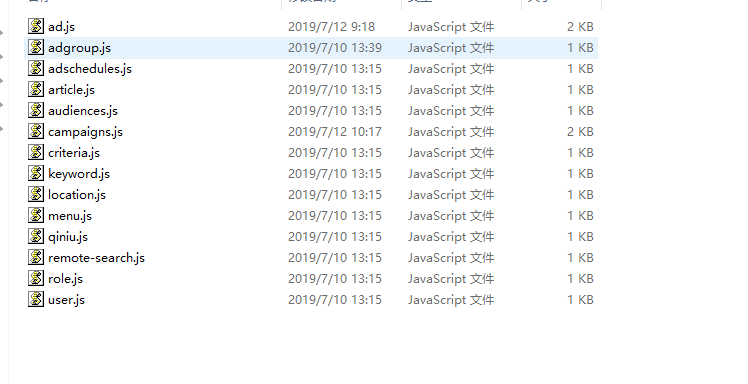 ad.js 2019/7/12 9:18 JavaScript 文件 2 KB
adgroup.js 2019/7/10 13:39 JavaScript 文件 1 KB
adschedules.js 2019/7/10 13:15 JavaScript 文件 1 KB
article.js 2019/7/10 13:15 JavaScript 文件 1 KB
audiences.js 2019/7/10 13:15 JavaScript 文件 1 KB
campaigns.js 2019/7/12 10:17 JavaScript 文件 2 KB
criteria.js 2019/7/10 13:15 JavaScript 文件 1 KB
keyword.js 2019/7/10 13:15 JavaScript 文件 1 KB
location.js 2019/7/10 13:15 JavaScript 文件 1 KB
menu.js 2019/7/10 13:15 JavaScript 文件 1 KB
qiniu.js 2019/7/10 13:15 JavaScript 文件 1 KB
remote-search.js 2019/7/10 13:15 JavaScript 文件 1 KB
role.js 2019/7/10 13:15 JavaScript 文件 1 KB
user.js 2019/7/10 13:15 JavaScript 文件 1 KB